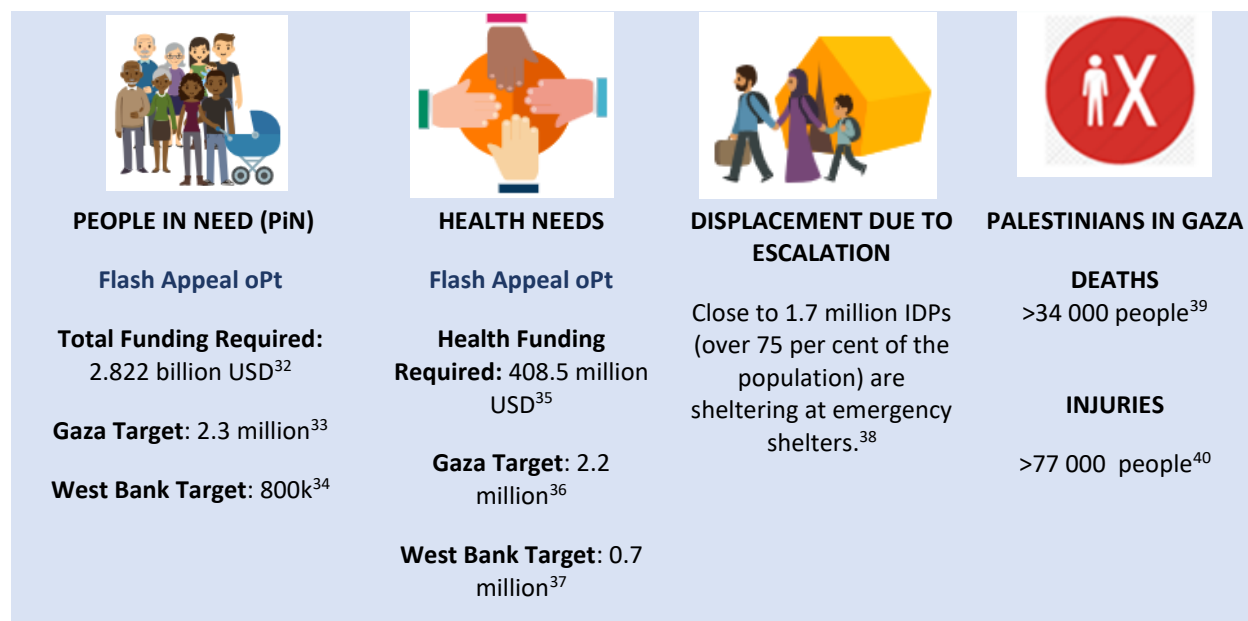 PEOPLE IN NEED (PiN)
Flash Appeal oPt
Total Funding Required:
2.822 billion USD32
Gaza Target: 2.3 million33
West Bank Target: 800k34
HEALTH NEEDS
Flash Appeal oPt
Health Funding
Required: 408.5 million
USD35
Gaza Target: 2.2
million36
West Bank Target: 0.7
million37
DISPLACEMENT DUE TO
ESCALATION
Close to 1.7 million IDPs
(over 75 per cent of the
population) are
sheltering at emergency
shelters.38
X
PALESTINIANS IN GAZA
DEATHS
>34 000 people39
INJURIES
>77 000  people40